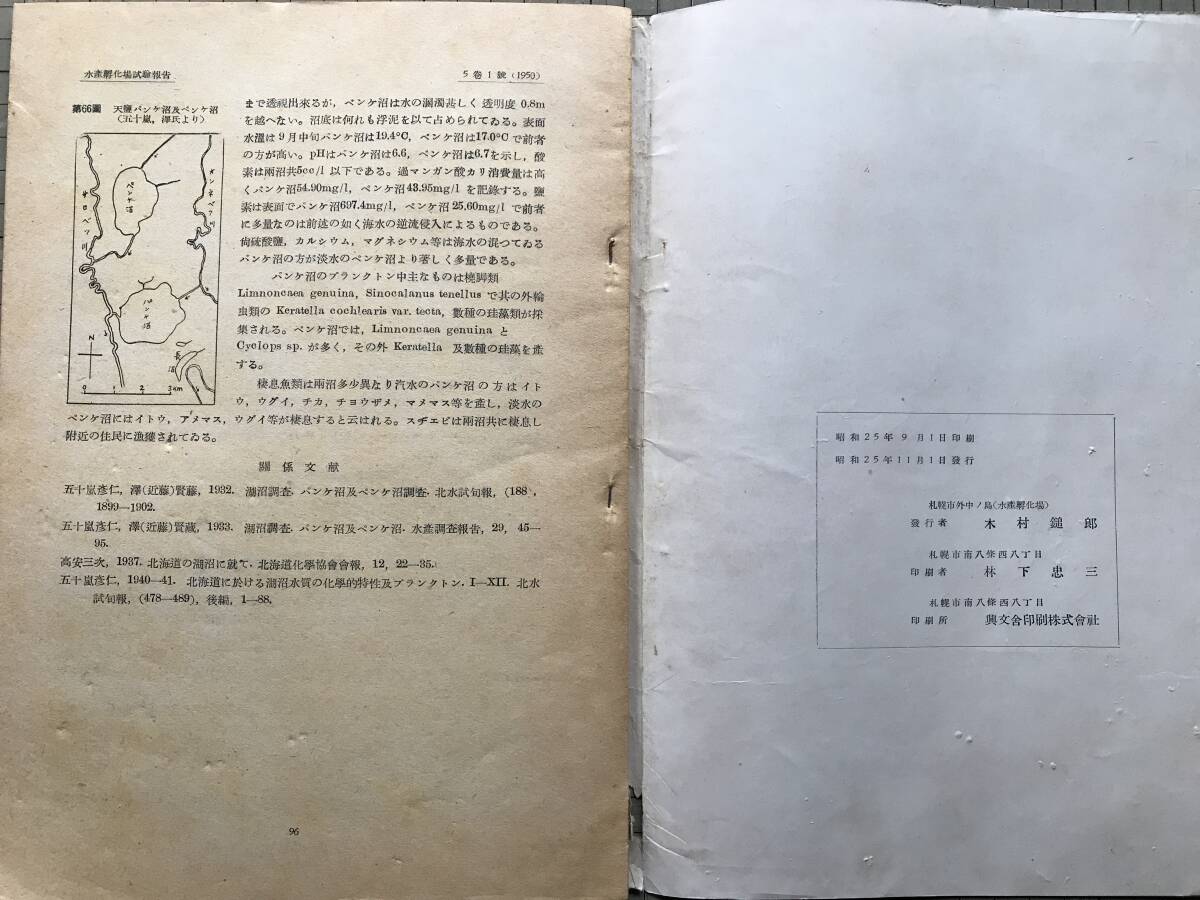 水產孵化場試驗報告
5 卷 1 號 (1950)
第66圖 天鹽パンケ沼及ペンケ沼
(五十嵐, 澤氏より)
ペンケ沼
パンケ沼
長沼
N
0 1 2 3 km
まで透視出來るが, ペンケ沼は水の溷濁甚しく透明度 0.8m
を越へない。沼底は何れも浮泥を以て占められてゐる。表面
水溫は9月中旬パンケ沼は19.4°C, ペンケ沼は17.0°Cで前者
の方が高い。pHはパンケ沼は6.6, ペンケ沼は6.7を示し, 酸
素は兩沼共5cc/l 以下である。過マンガン酸カリ消費量は高
くパンケ沼54.90mg/l, ペンケ沼43.95mg/l を記錄する。鹽
素は表面でパンケ沼697.4mg/l, ペンケ沼 25.60mg/l で前者
に多量なのは前述の如く海水の逆流侵入によるものである。
尙硫酸鹽, カルシウム, マグネシウム等は海水の混つてゐる
パンケ沼の方が淡水のペンケ沼より著しく多量である。
パンケ沼のプランクトン中主なものは橈脚類
Limnoncaea genuina, Sinocalanus tenellus で其の外輪
虫類の Keratella cochlearis var. tecta, 數種の珪藻類が採
集される。ペンケ沼では, Limnoncaea genuina と
Cyclops sp. が多く, その外 Keratella 及數種の珪藻を產
する。
棲息魚類は兩沼多少異なり汽水のパンケ沼の方はイト
ウ, ウグイ, チカ, チョウザメ, マメマス等を產し, 淡水の
ペンケ沼にはイトウ, アメマス, ウグイ等が棲息すると云はれる。スヂエビは兩沼共に棲息し
附近の住民に漁獲されてゐる。
關係文献
五十嵐彥仁, 澤(近藤)賢藤, 1932. 湖沼調査. パンケ沼及ペンケ沼調査. 北水試旬報, (188),
1899—1902.
五十嵐彥仁, 澤(近藤)賢蔵, 1933. 湖沼調査. パンケ沼及ペンケ沼. 水產調査報告, 29, 45—
95.
高安三次, 1937. 北海道の湖沼に就て. 北海道化學協會會報, 12, 22—35.
五十嵐彥仁, 1940—41. 北海道に於ける湖沼水質の化學的特性及プランクトン. I—XII. 北水
試旬報, (478—489), 後編, 1—88.
96
昭和25年9月1日印刷
昭和25年11月1日發行
札幌市外中ノ島(水產孵化場)
發行者 木村鎚郎
札幌市南八條西八丁目
印刷者 林下忠三
札幌市南八條西八丁目
印刷所 興文舍印刷株式會社